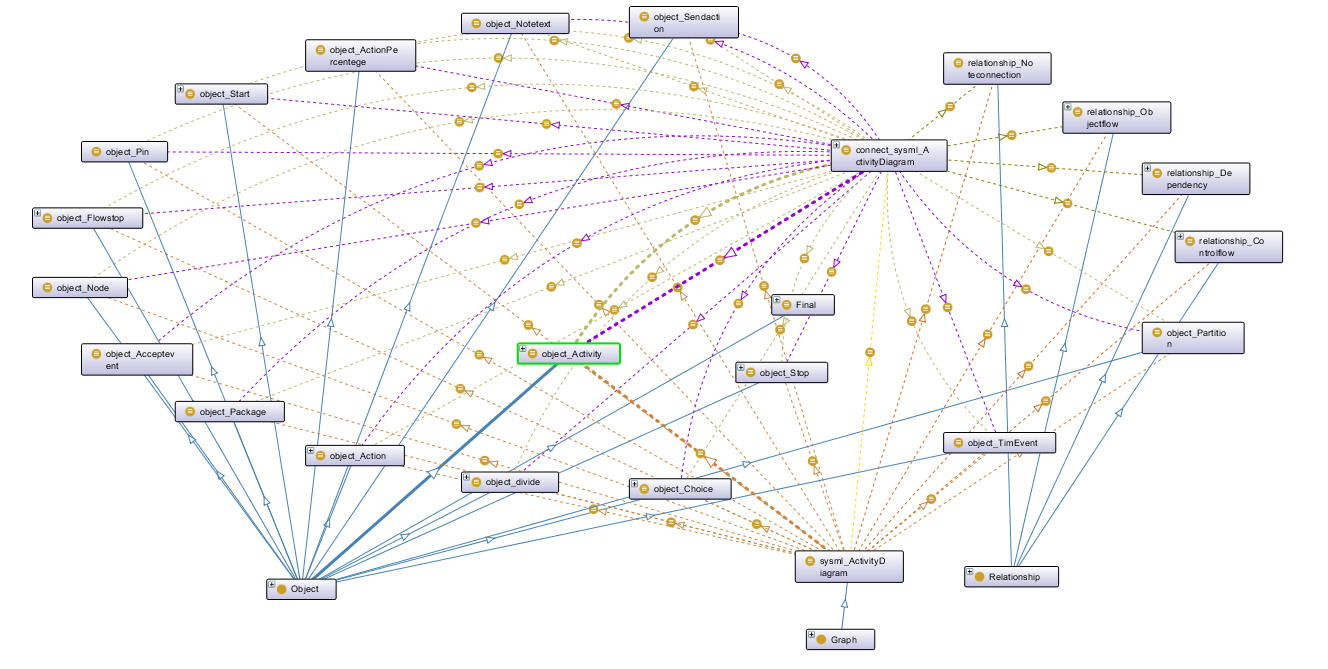 object_Notetext
object_Sendacti
on
object_ActionPe
rcentege
relationship_No
teconnection
object_Start
relationship_Ob
jectflow
object_Pin
connect_sysml_A
ctivityDiagram
relationship_De
pendency
object_Flowstop
relationship_Co
ntrolflow
object_Node
Final
object_Partitio
n
object_Acceptev
ent
object_Activity
object_Stop
object_Package
object_Action
object_TimEvent
object_divide
object_Choice
sysml_ActivityD
iagram
Relationship
Object
Graph